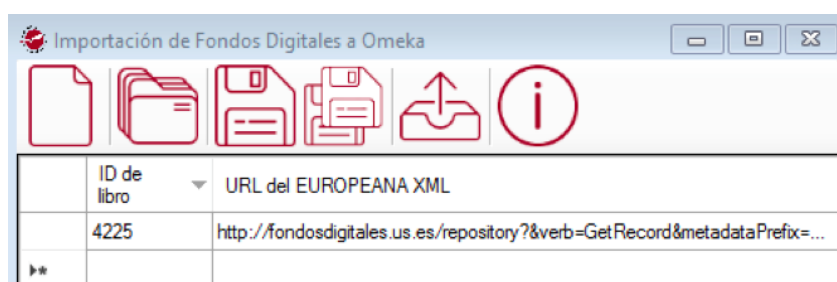 Importación de Fondos Digitales a Omeka
ID de
libro
URL del EUROPEANA XML
4225
http://fondosdigitales.us.es/repository?&verb=GetRecord&metadataPrefix=...